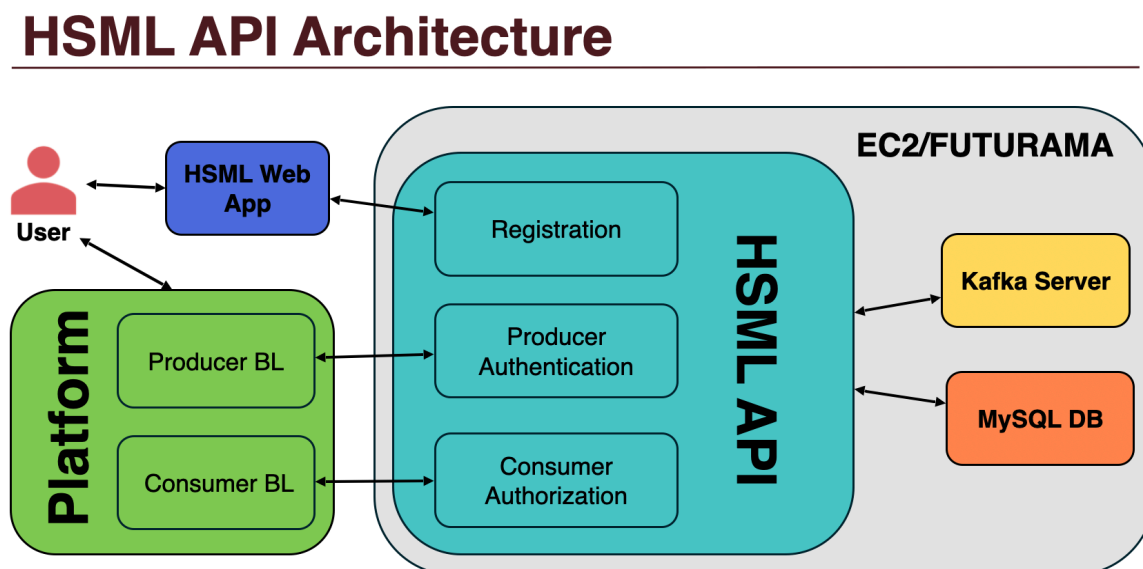 HSML API Architecture
EC2/FUTURAMA
User
HSML Web
App
Registration
HSML API
Kafka Server
Platform
Producer BL
Producer
Authentication
MySQL DB
Consumer BL
Consumer
Authorization